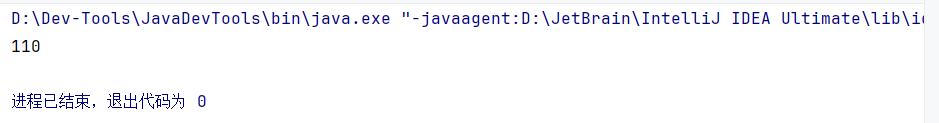 D:\Dev-Tools\JavaDevTools\bin\java.exe "-javaagent:D:\JetBrain\IntelliJ IDEA Ultimate\lib\i
110
进程已结束，退出代码为 0